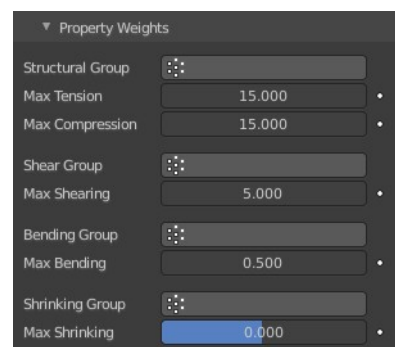 Property Weights
Structural Group
Max Tension 15.000
Max Compression 15.000
Shear Group
Max Shearing 5.000
Bending Group
Max Bending 0.500
Shrinking Group
Max Shrinking 0.000